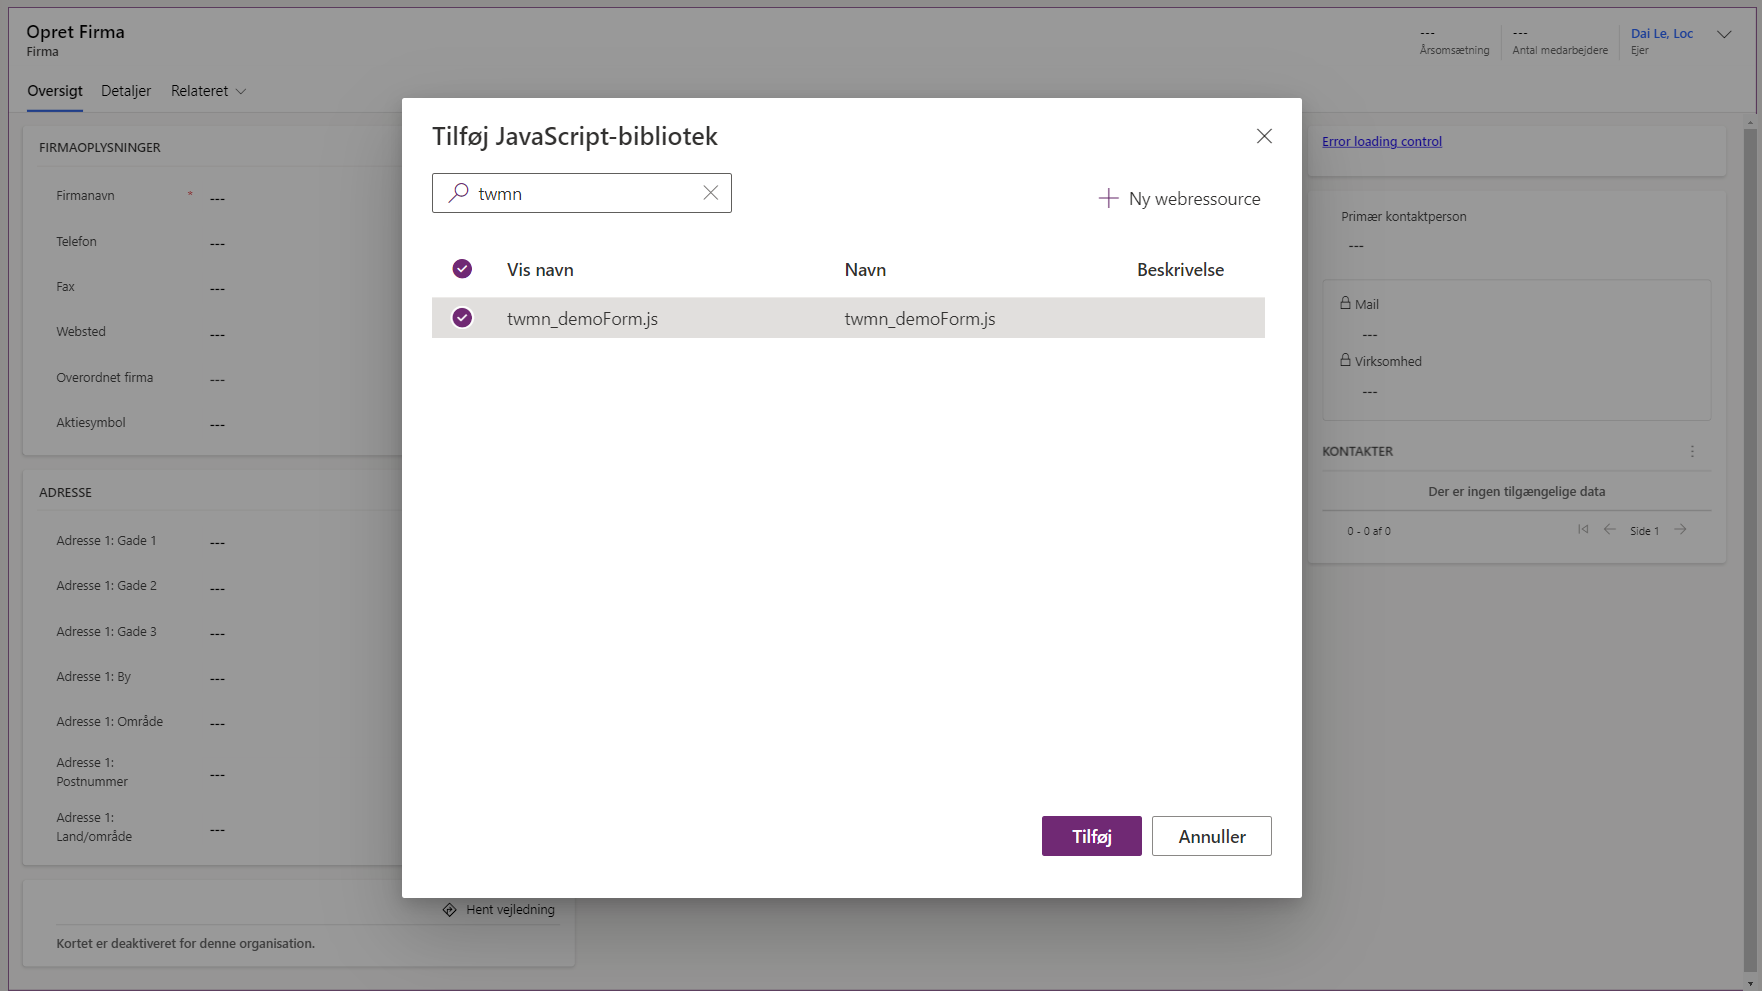 Opret Firma
Firma
---
Årsomsætning
---
Antal medarbejdere
Dai Le, Loc
Ejer
Oversigt
Detaljer
Relateret
FIRMAOPLYSNINGER
Firmanavn * ---
Telefon ---
Fax ---
Websted ---
Overordnet firma ---
Aktiesymbol ---
ADRESSE
Adresse 1: Gade 1 ---
Adresse 1: Gade 2 ---
Adresse 1: Gade 3 ---
Adresse 1: By ---
Adresse 1: Område ---
Adresse 1:
Postnummer ---
Adresse 1:
Land/område ---
Hent vejledning
Kortet er deaktiveret for denne organisation.
Tilføj JavaScript-bibliotek
twmn
Ny webressource
Vis navn Navn Beskrivelse
twmn_demoForm.js twmn_demoForm.js
Tilføj
Annuller
Error loading control
Primær kontaktperson
---
Mail
---
Virksomhed
---
KONTAKTER
Der er ingen tilgængelige data
0 - 0 af 0
Side 1